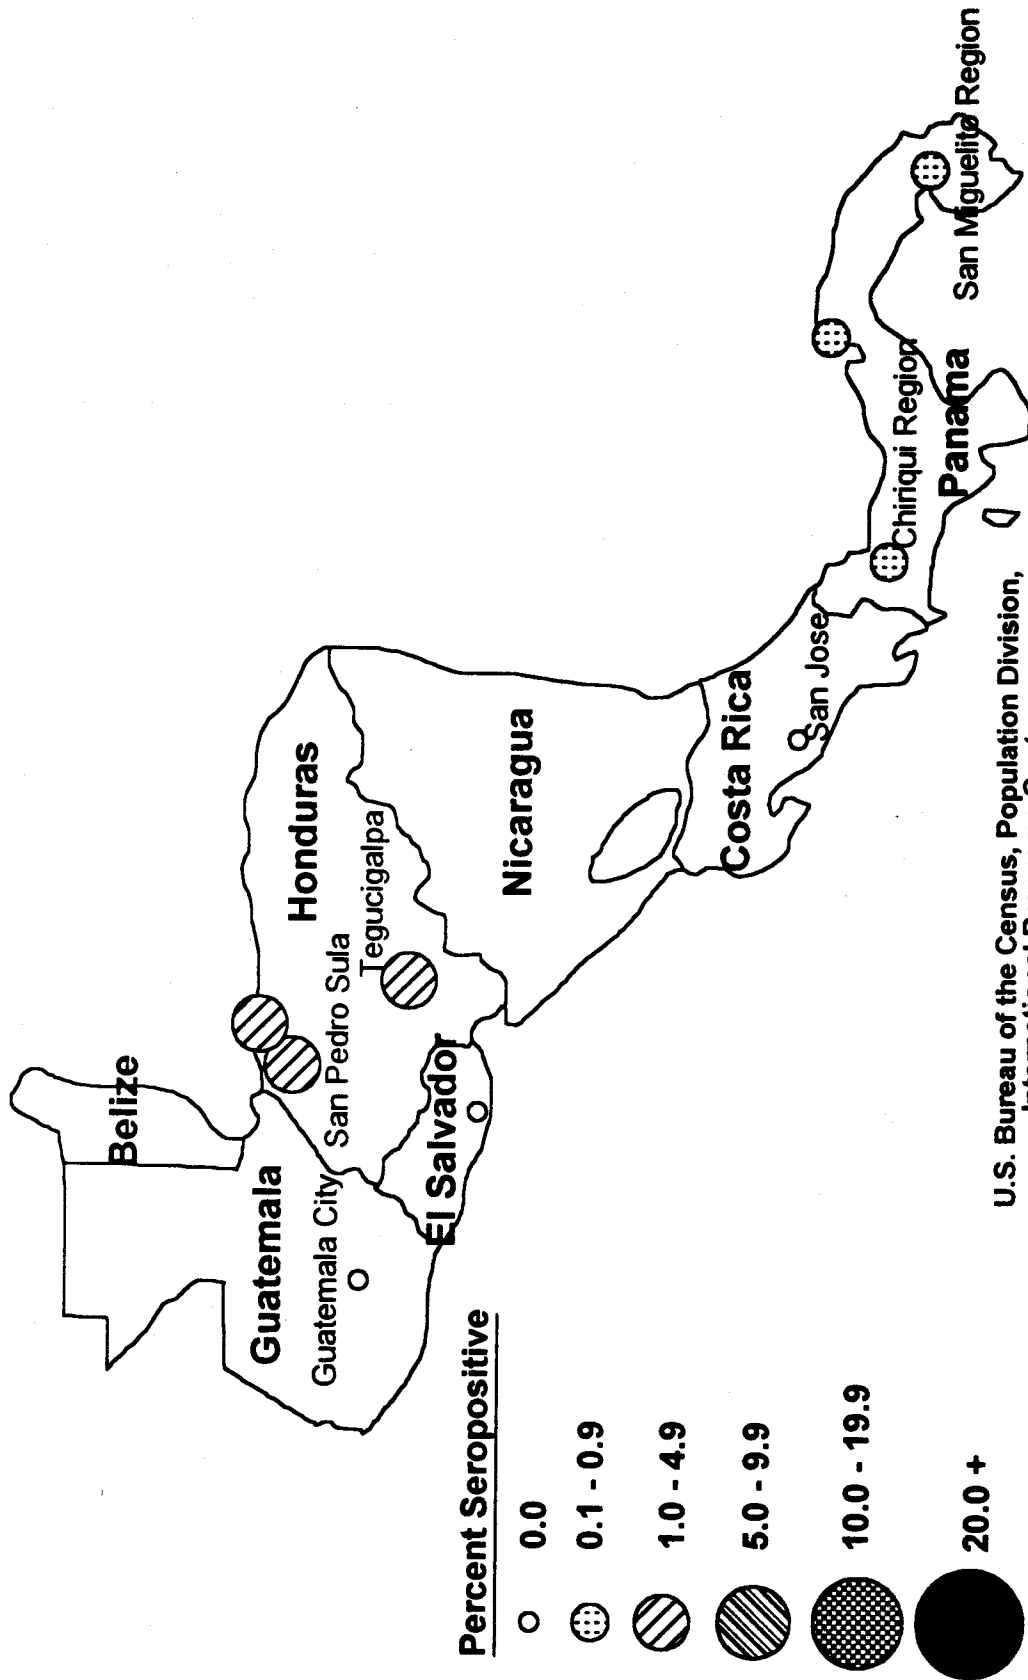 Belize
Guatemala
Guatemala City
Honduras
San Pedro Sula
Tegucigalpa
El Salvador
Nicaragua
Costa Rica
San Jose
Chiriqui Region
Panama
San Miguelito Region
Percent Seropositive
0.0
0.1 - 0.9
1.0 - 4.9
5.0 - 9.9
10.0 - 19.9
20.0 +
U.S. Bureau of the Census, Population Division,